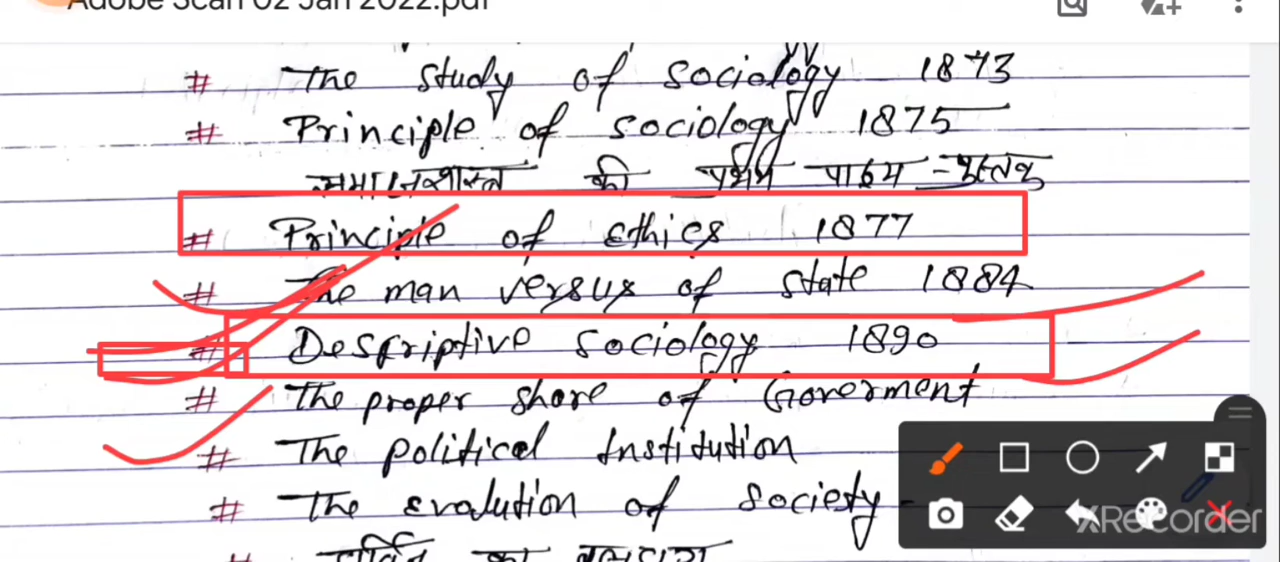 Adobe Scan 02 Jan 2022.pdf
# The study of sociology 1873
# Principle of sociology 1875
समाजशास्त्र की प्रथम पाठ्य-पुस्तक
# Principle of ethics 1877
# The man versus of state 1884
# Descriptive sociology 1890
# The proper share of Goverment
# The political Institution
# The evalution of society-
# का
XRecorder